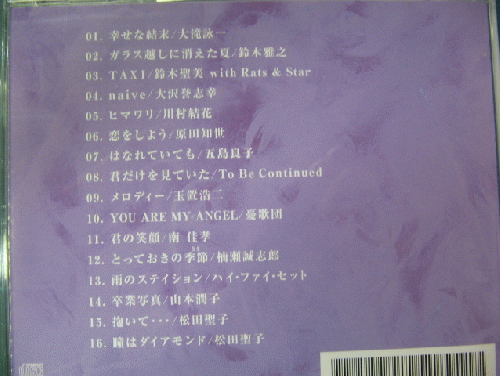 01. 幸せな結末/大滝詠一
02. ガラス越しに消えた夏/鈴木雅之
03. TAXI/鈴木聖美 with Rats & Star
04. naive/大沢誉志幸
05. ヒマワリ/川村結花
06. 恋をしよう/原田知世
07. はなれていても/五島良子
08. 君だけを見ていた/To Be Continued
09. メロディー/玉置浩二
10. YOU ARE MY ANGEL/憂歌団
11. 君の笑顔/南 佳孝
12. とっておきの季節/楠瀬誠志郎
13. 雨のステイション/ハイ・ファイ・セット
14. 卒業写真/山本潤子
15. 抱いて・・・/松田聖子
16. 瞳はダイアモンド/松田聖子